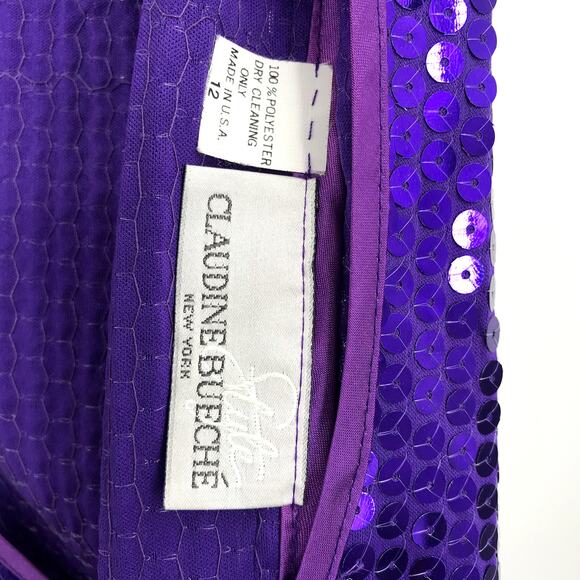 100% POLYESTER
DRY CLEANING
ONLY
MADE IN U.S.A.
12
CLAUDINE BUECHÉ
NEW YORK
Style